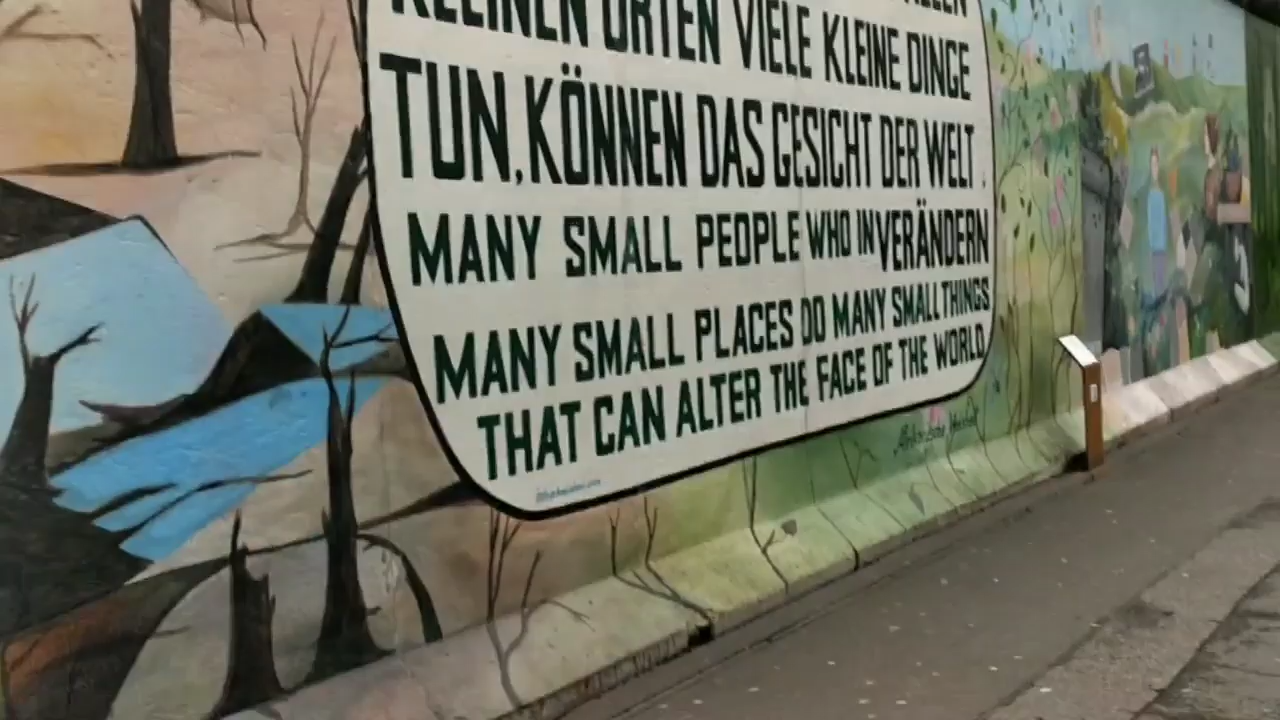 KLEINEN ORTEN VIELE KLEINE DINGE
TUN, KÖNNEN DAS GESICHT DER WELT.
MANY SMALL PEOPLE WHO IN VERÄNDERN
MANY SMALL PLACES DO MANY SMALL THINGS
THAT CAN ALTER THE FACE OF THE WORLD